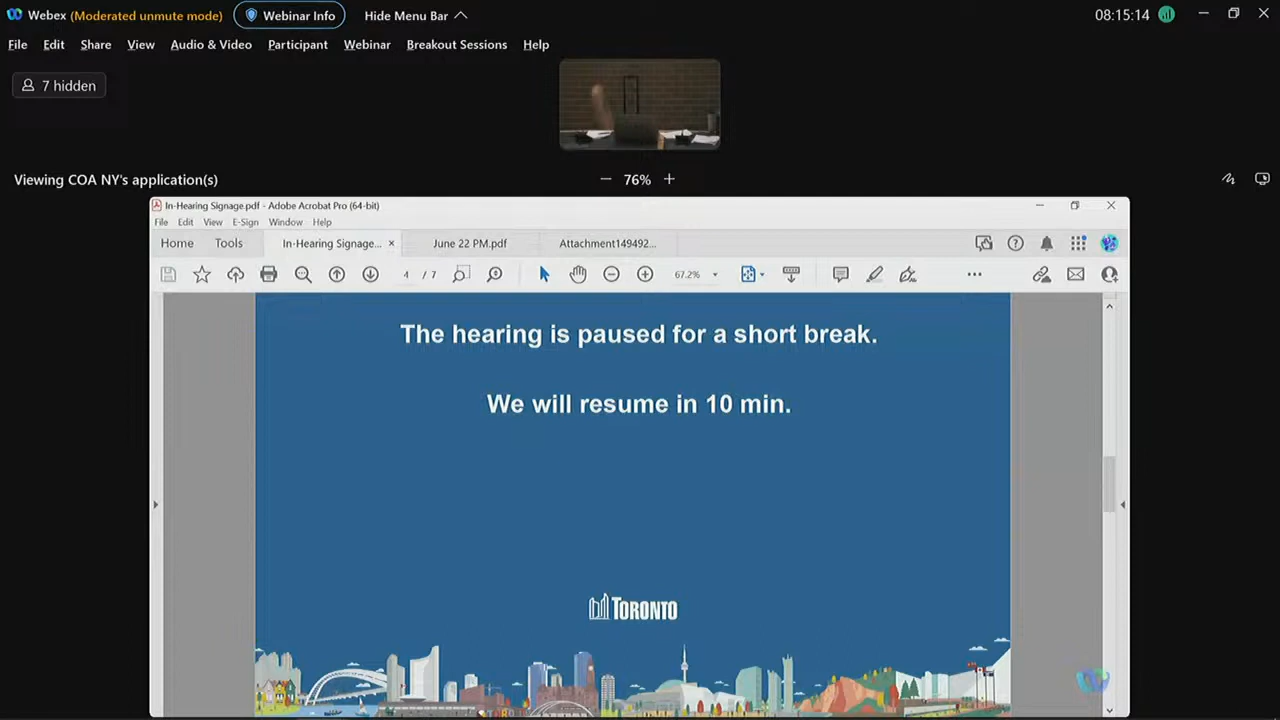 Webex (Moderated unmute mode) Webinar Info Hide Menu Bar 08:15:14
File Edit Share View Audio & Video Participant Webinar Breakout Sessions Help
7 hidden
Viewing COA NY's application(s) 76%
In-Hearing Signage.pdf - Adobe Acrobat Pro (64-bit)
File Edit View E-Sign Window Help
Home Tools In-Hearing Signage... × June 22 PM.pdf Attachment149492...
4 / 7 67.2%
The hearing is paused for a short break.
We will resume in 10 min.
TORONTO